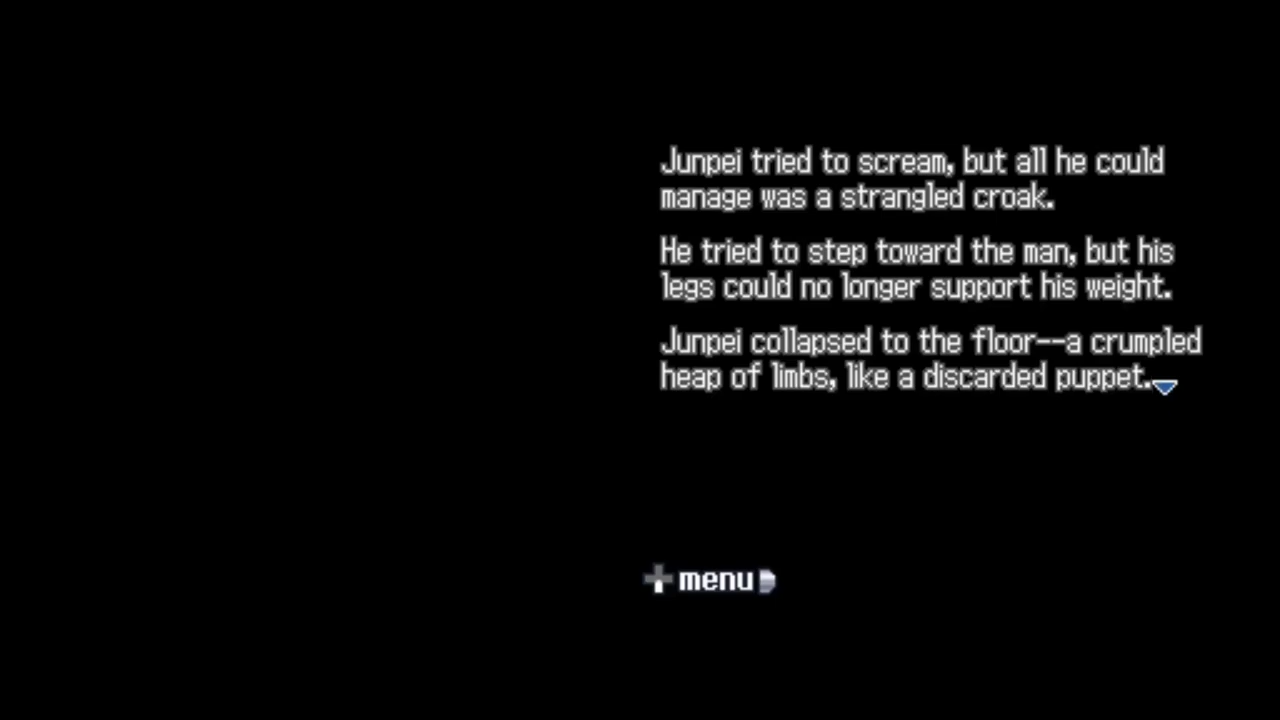 Junpei tried to scream, but all he could
manage was a strangled croak.
He tried to step toward the man, but his
legs could no longer support his weight.
Junpei collapsed to the floor--a crumpled
heap of limbs, like a discarded puppet.
menu